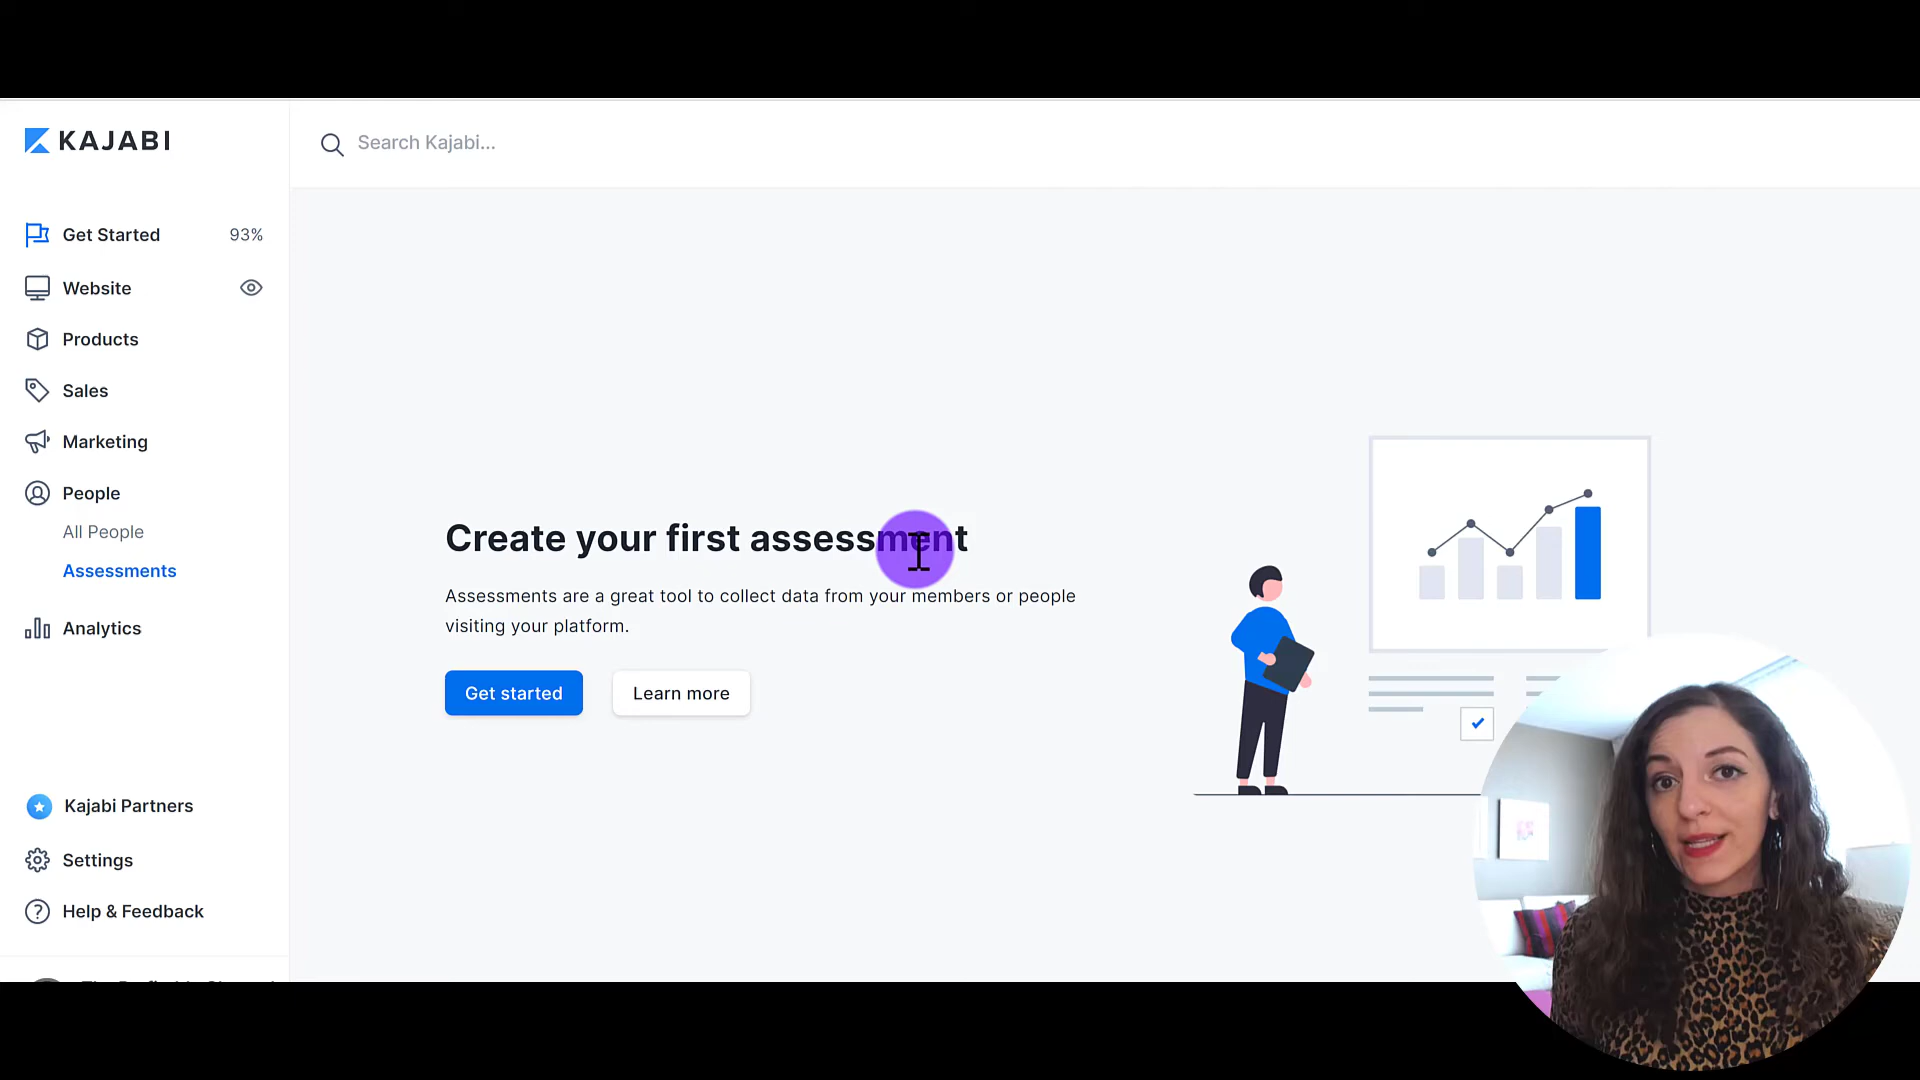 KAJABI
Search Kajabi...
Get Started 93%
Website
Products
Sales
Marketing
People
All People
Assessments
Analytics
Create your first assessment
Assessments are a great tool to collect data from your members or people
visiting your platform.
Get started
Learn more
Kajabi Partners
Settings
Help & Feedback